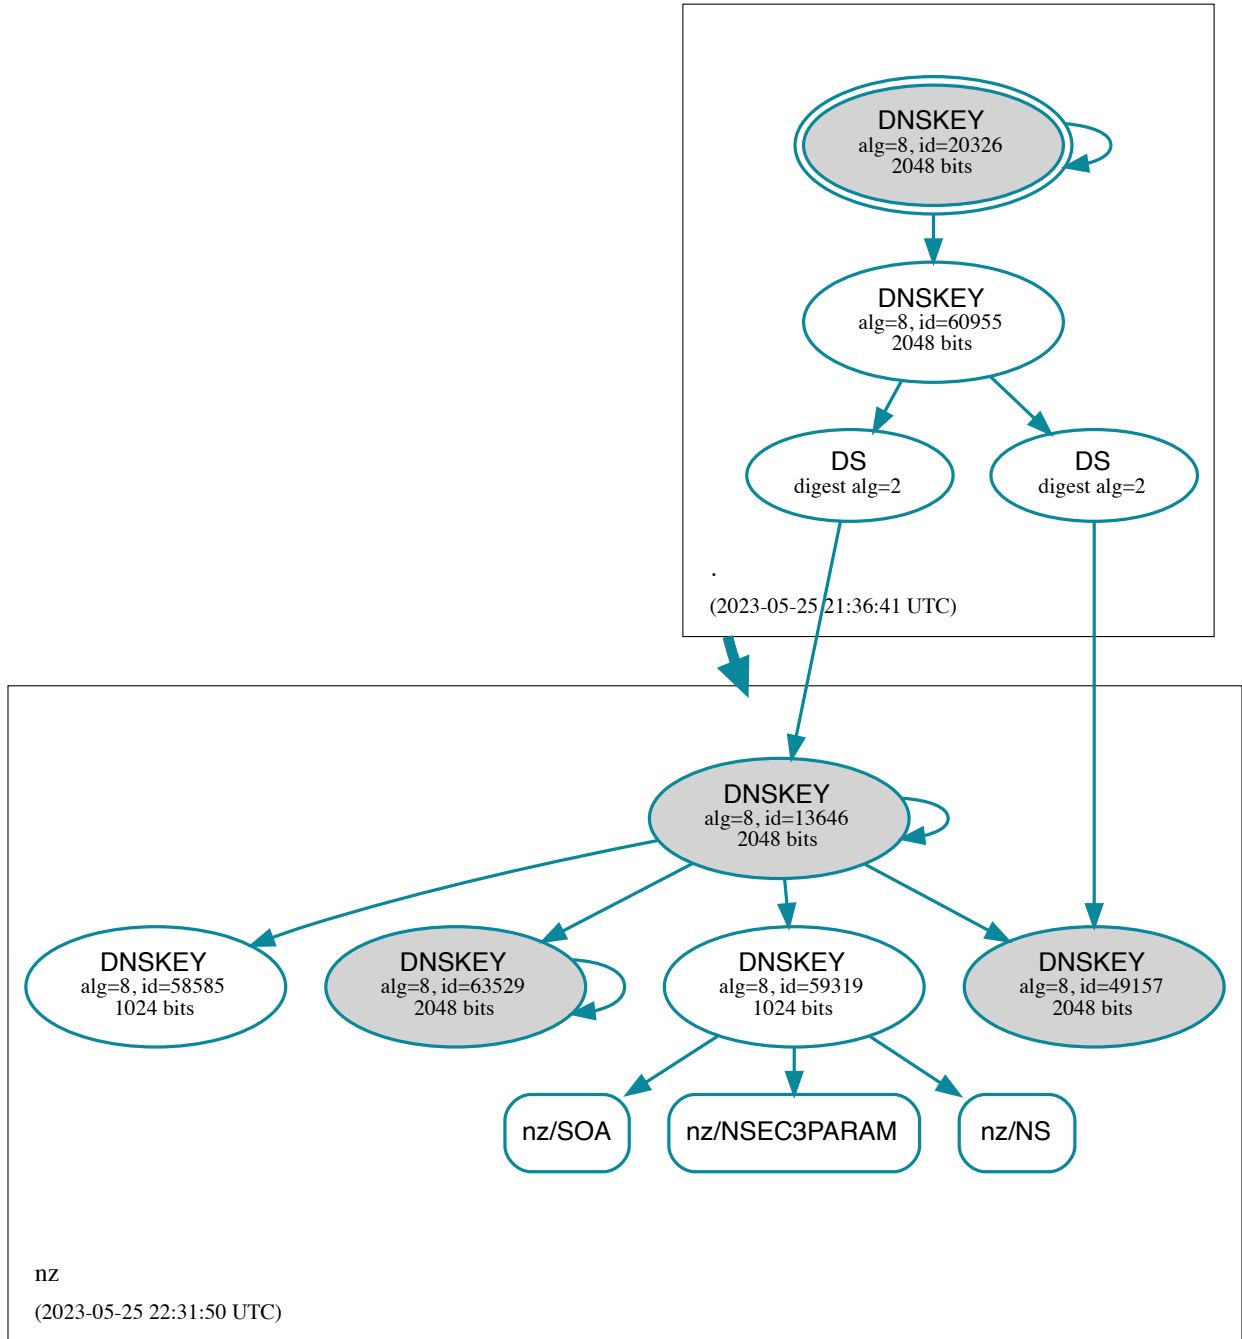 DNSKEY
alg=8, id=20326
2048 bits
DNSKEY
alg=8, id=60955
2048 bits
DS
digest alg=2
DS
digest alg=2
.
(2023-05-25 21:36:41 UTC)
DNSKEY
alg=8, id=13646
2048 bits
DNSKEY
alg=8, id=58585
1024 bits
DNSKEY
alg=8, id=63529
2048 bits
DNSKEY
alg=8, id=59319
1024 bits
DNSKEY
alg=8, id=49157
2048 bits
nz/SOA
nz/NSEC3PARAM
nz/NS
nz
(2023-05-25 22:31:50 UTC)